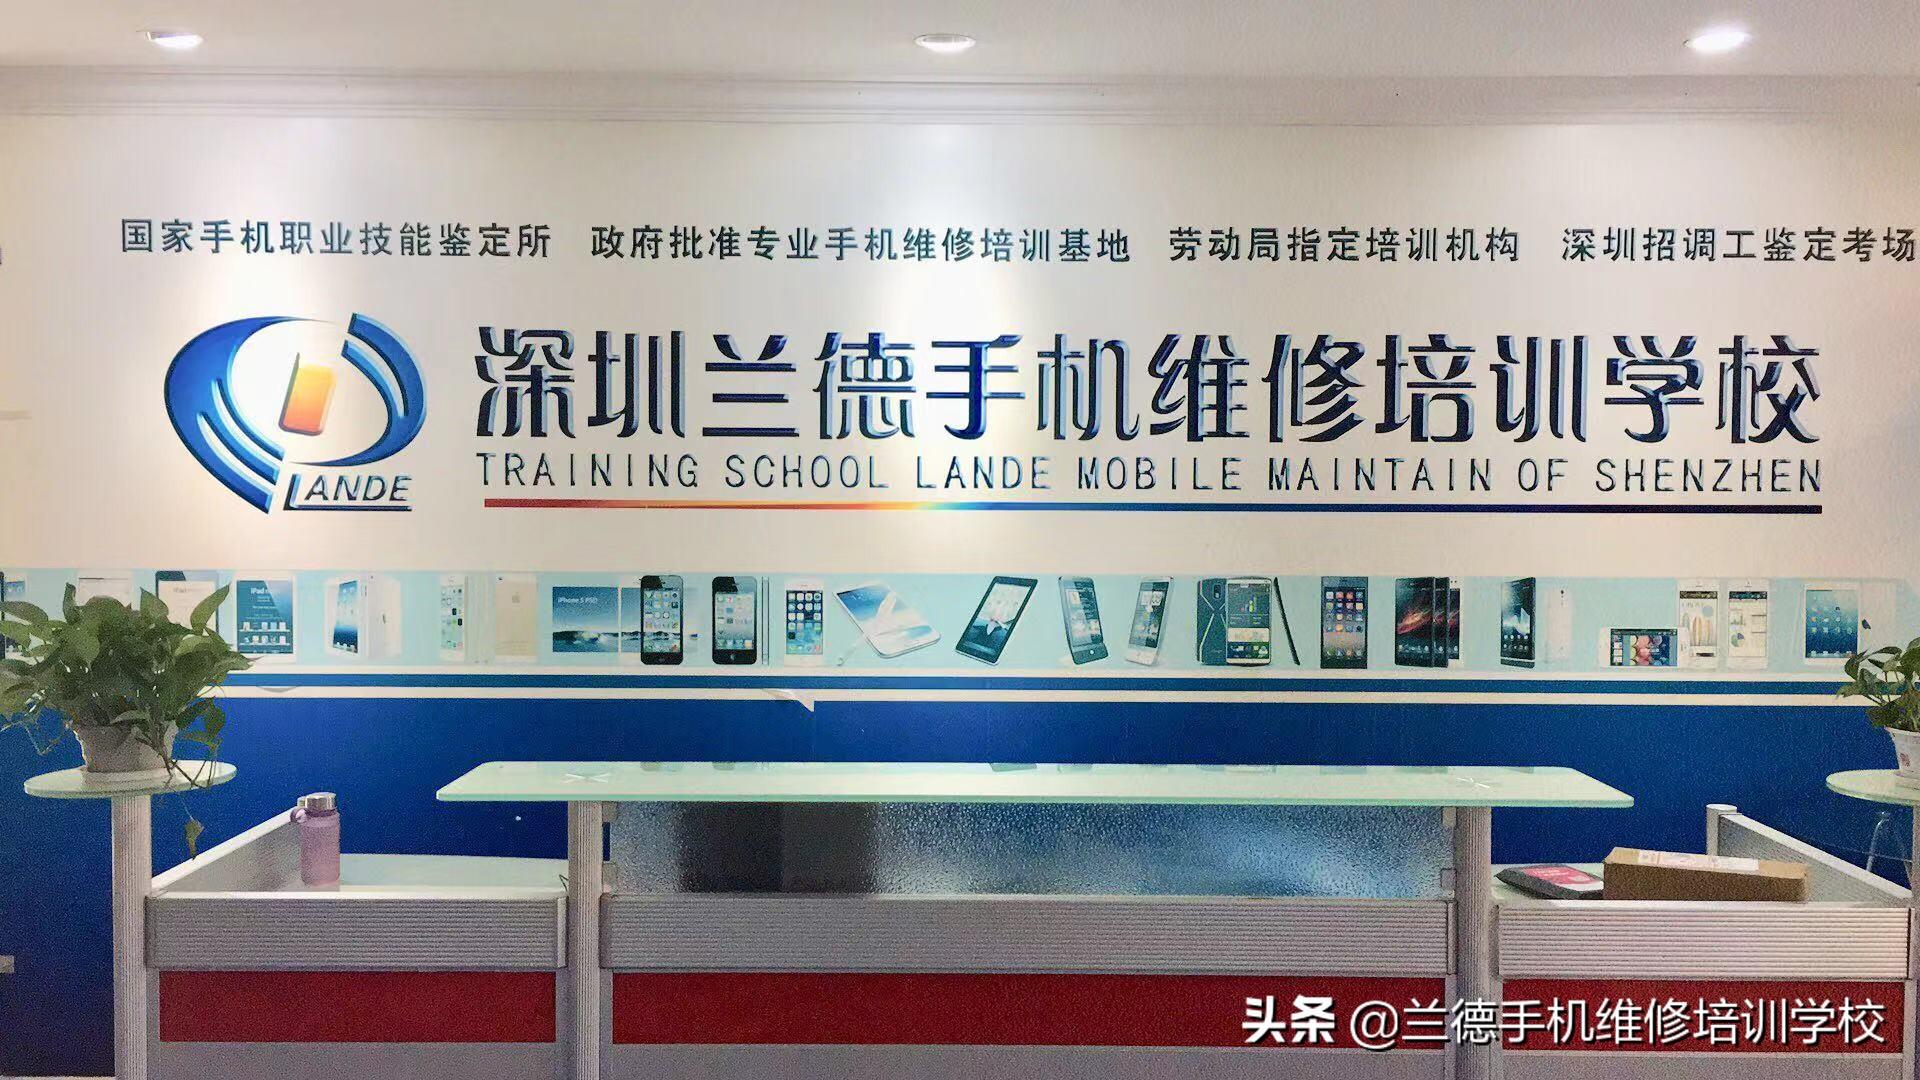 国家手机职业技能鉴定所 政府批准专业手机维修培训基地 劳动局指定培训机构 深圳招调工鉴定考场
深圳兰德手机维修培训学校
TRAINING SCHOOL LANDE MOBILE MAINTAIN OF SHENZHEN
LANDE
iPhone 5 PSD
头条 @兰德手机维修培训学校